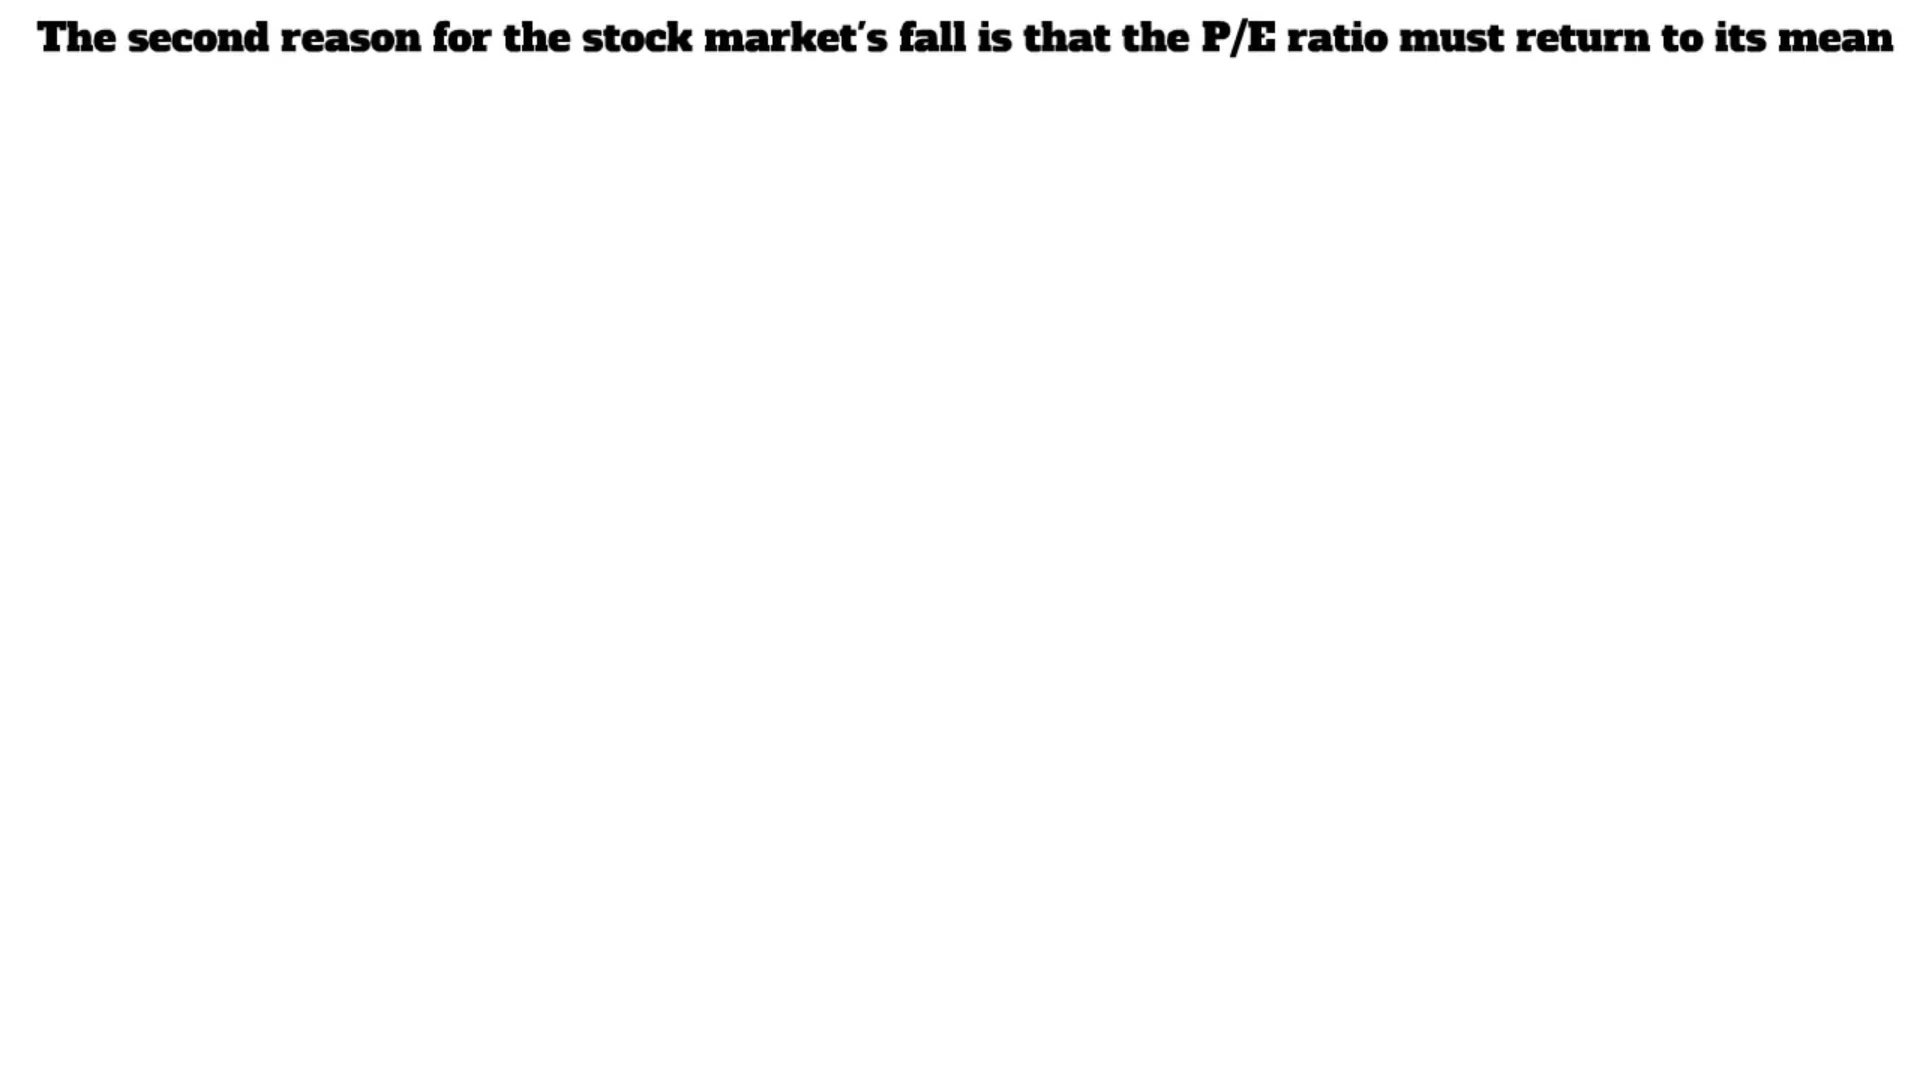 The second reason for the stock market's fall is that the P/E ratio must return to its mean